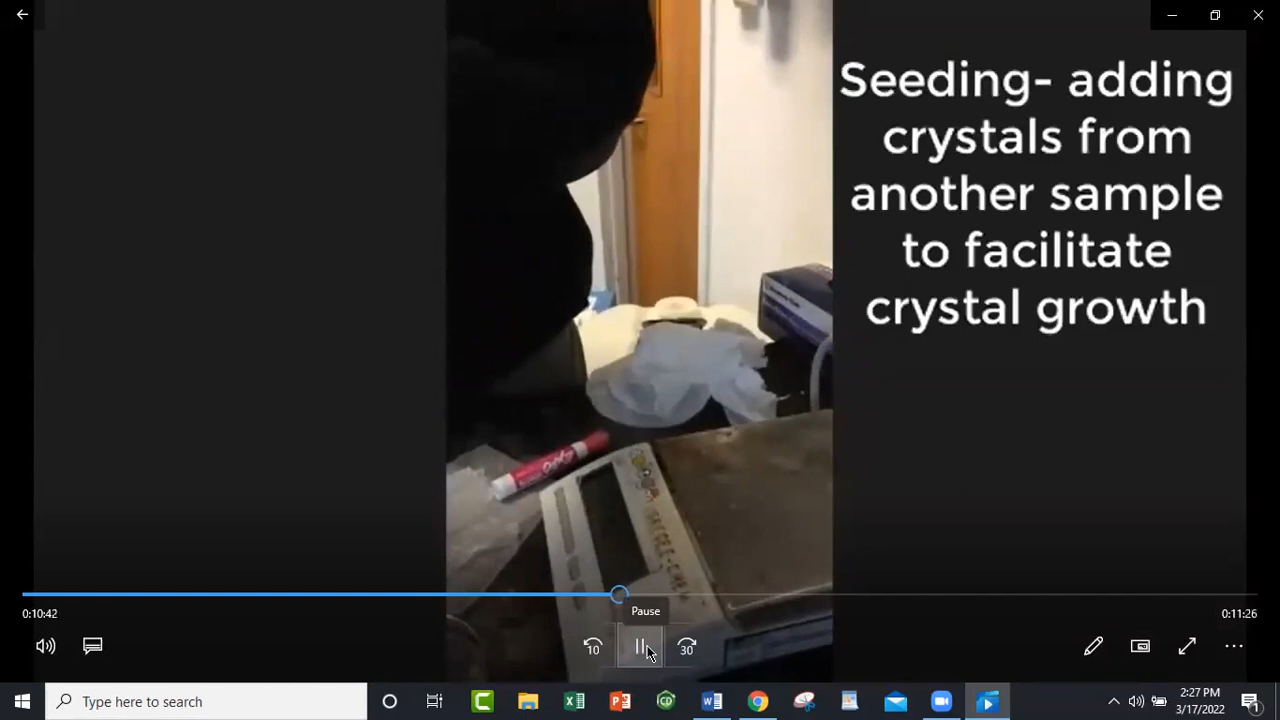 Seeding- adding
crystals from
another sample
to facilitate
crystal growth
0:10:42
Pause
0:11:26
10
30
Type here to search
2:27 PM
3/17/2022